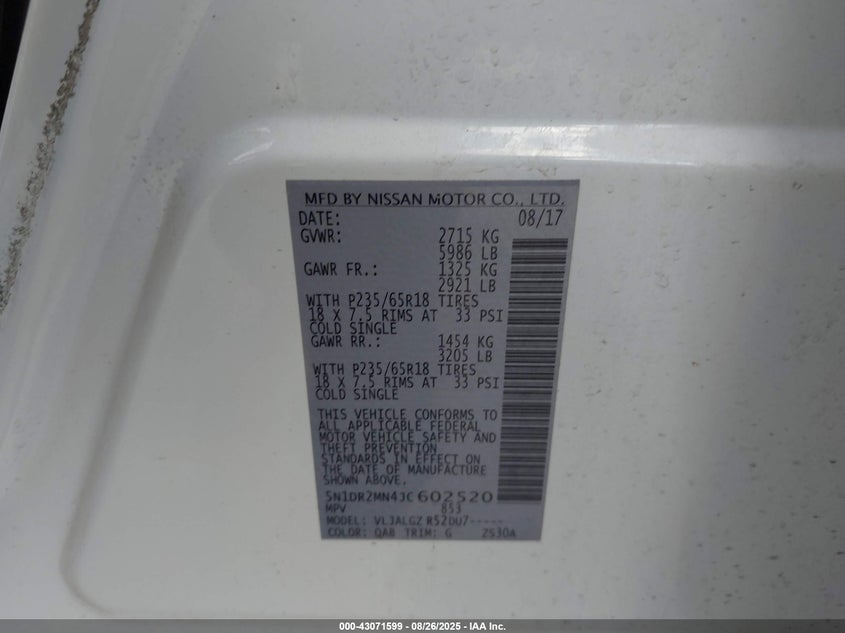 MFD BY NISSAN MOTOR CO., LTD.
DATE: 08/17
GVWR: 2715 KG
5986 LB
GAWR FR.: 1325 KG
2921 LB
WITH P235/65R18 TIRES
18 X 7.5 RIMS AT 33 PSI
COLD SINGLE
GAWR RR.: 1454 KG
3205 LB
WITH P235/65R18 TIRES
18 X 7.5 RIMS AT 33 PSI
COLD SINGLE
THIS VEHICLE CONFORMS TO
ALL APPLICABLE FEDERAL
MOTOR VEHICLE SAFETY AND
THEFT PREVENTION
STANDARDS IN EFFECT ON
THE DATE OF MANUFACTURE
SHOWN ABOVE.
5N1DR2MN4JC602520
MPV 853
MODEL: VLJALGZ R52DU7-----
COLOR: QAB TRIM: G 2S30A
000-43071599 - 08/26/2025 - IAA Inc.